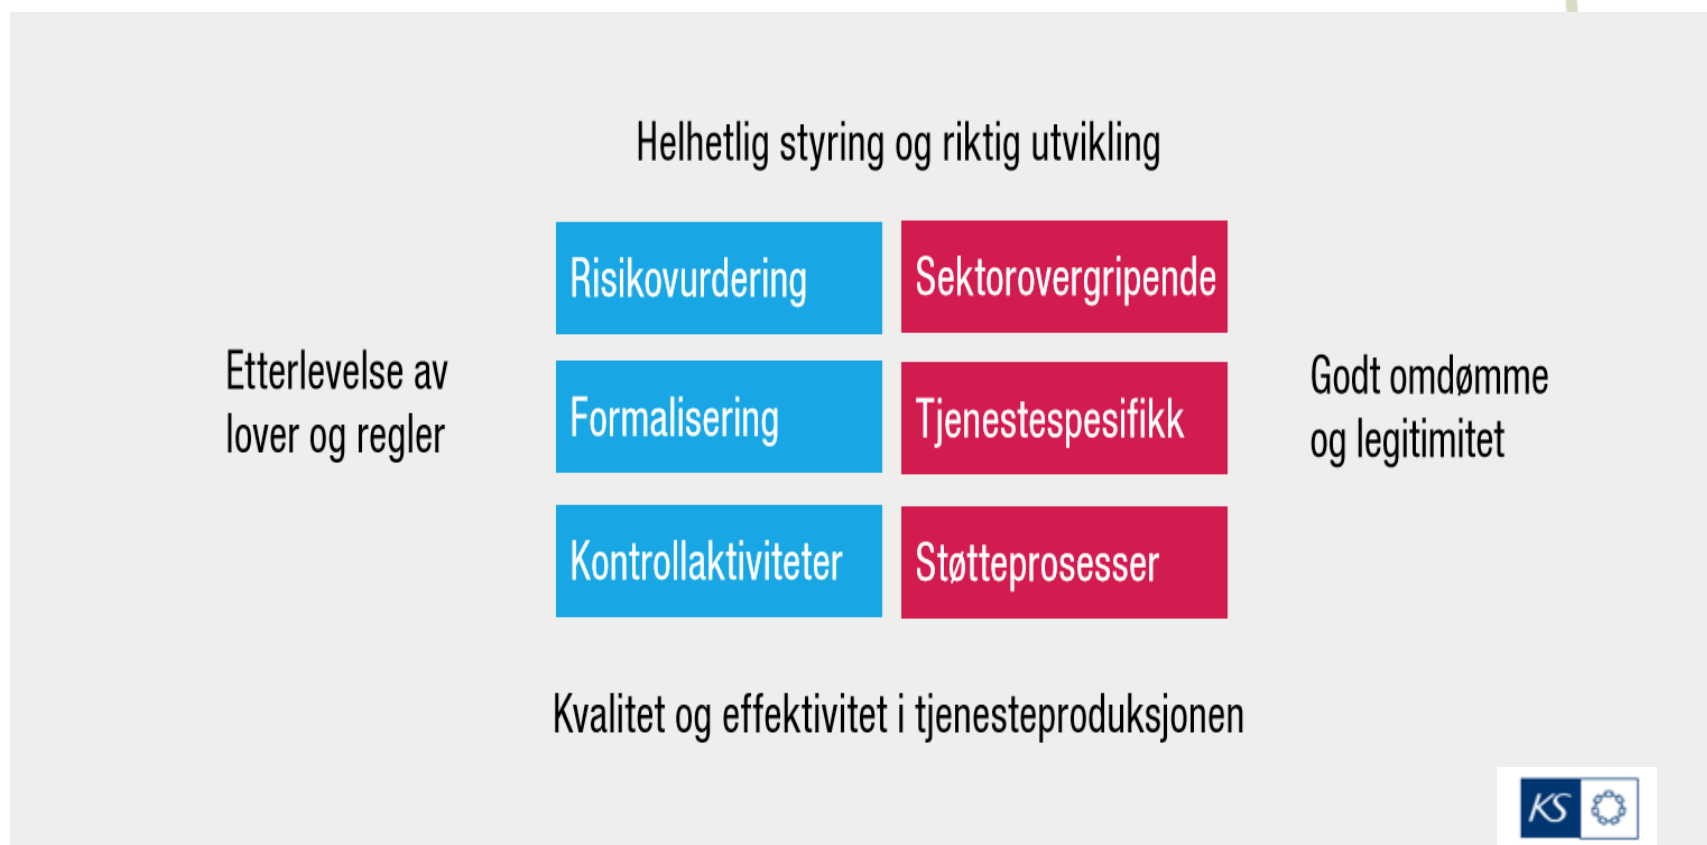 Helhetlig styring og riktig utvikling
Risikovurdering
Sektorovergripende
Etterlevelse av
lover og regler
Formalisering
Tjenestespesifikk
Godt omdømme
og legitimitet
Kontrollaktiviteter
Støtteprosesser
Kvalitet og effektivitet i tjenesteproduksjonen
KS